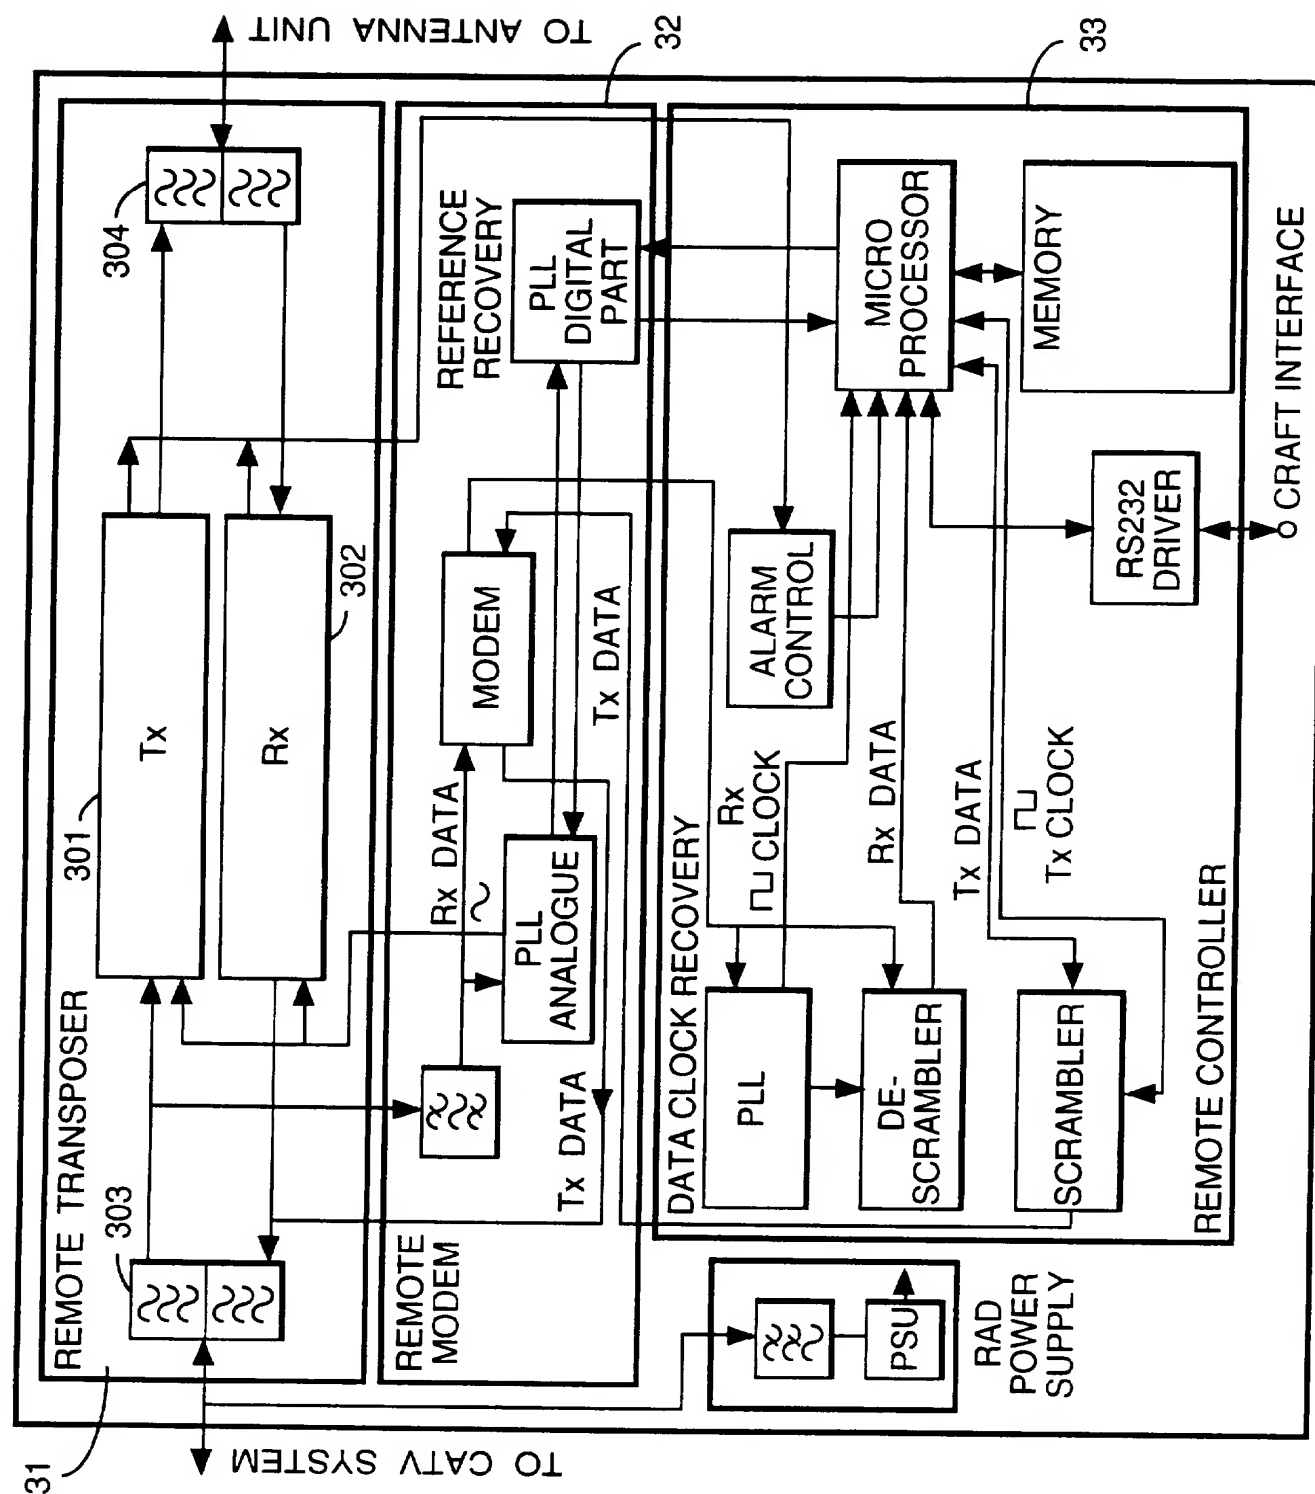 31
TO CATV SYSTEM
REMOTE TRANSPOSER
303
301
Tx
Rx
302
304
TO ANTENNA UNIT
REMOTE
MODEM
Rx DATA
PLL
ANALOGUE
MODEM
Tx DATA
Tx DATA
REFERENCE
RECOVERY
PLL
DIGITAL
PART
32
DATA CLOCK RECOVERY
PLL
DE-
SCRAMBLER
SCRAMBLER
Rx
CLOCK
Rx DATA
Tx DATA
Tx CLOCK
ALARM
CONTROL
MICRO
PROCESSOR
MEMORY
RS232
DRIVER
REMOTE CONTROLLER
33
CRAFT INTERFACE
PSU
RAD
POWER
SUPPLY